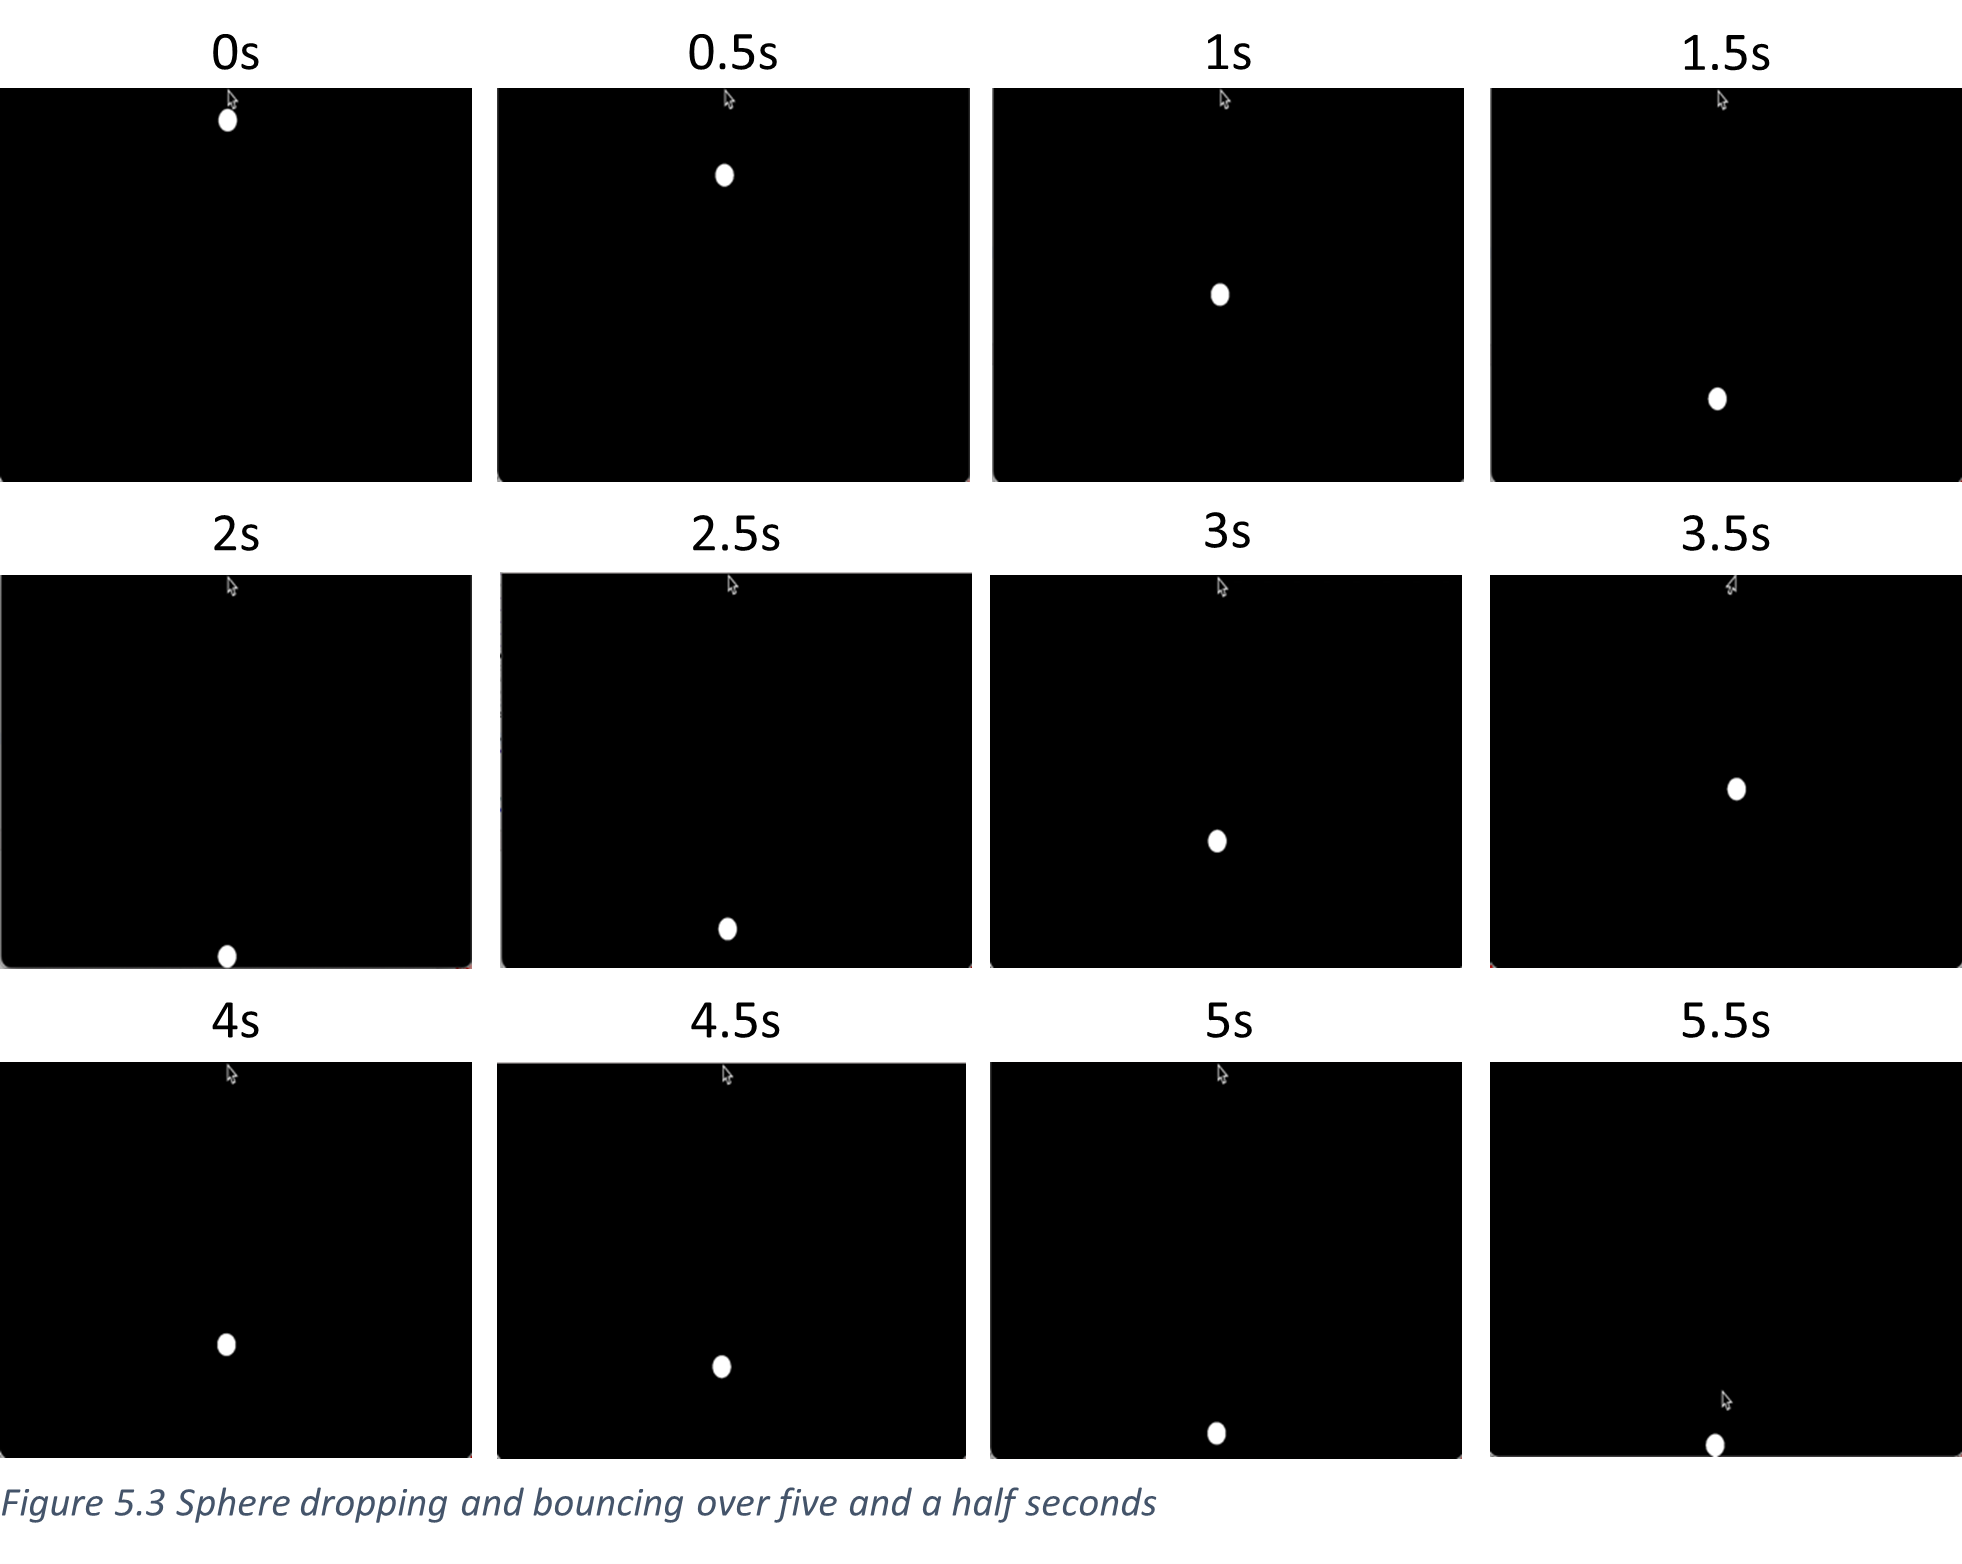 0s 0.5s 1s 1.5s
2s 2.5s 3s 3.5s
4s 4.5s 5s 5.5s
Figure 5.3 Sphere dropping and bouncing over five and a half seconds